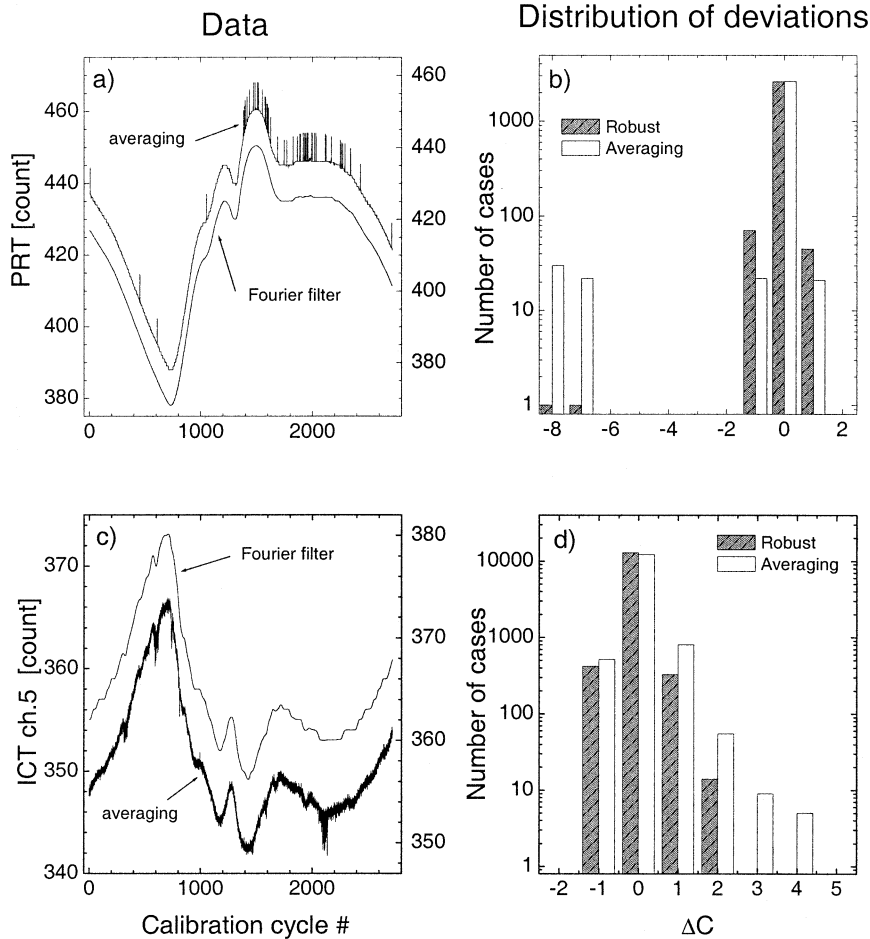 Data
Distribution of deviations
a)
averaging
Fourier filter
PRT [count]
460
440
420
400
380
460
440
420
400
380
0
1000
2000
b)
Robust
Averaging
Number of cases
1000
100
10
1
-8
-6
-4
-2
0
2
c)
Fourier filter
averaging
ICT ch.5 [count]
370
360
350
340
380
370
360
350
0
1000
2000
Calibration cycle #
d)
Robust
Averaging
Number of cases
10000
1000
100
10
1
-2
-1
0
1
2
3
4
5
ΔC